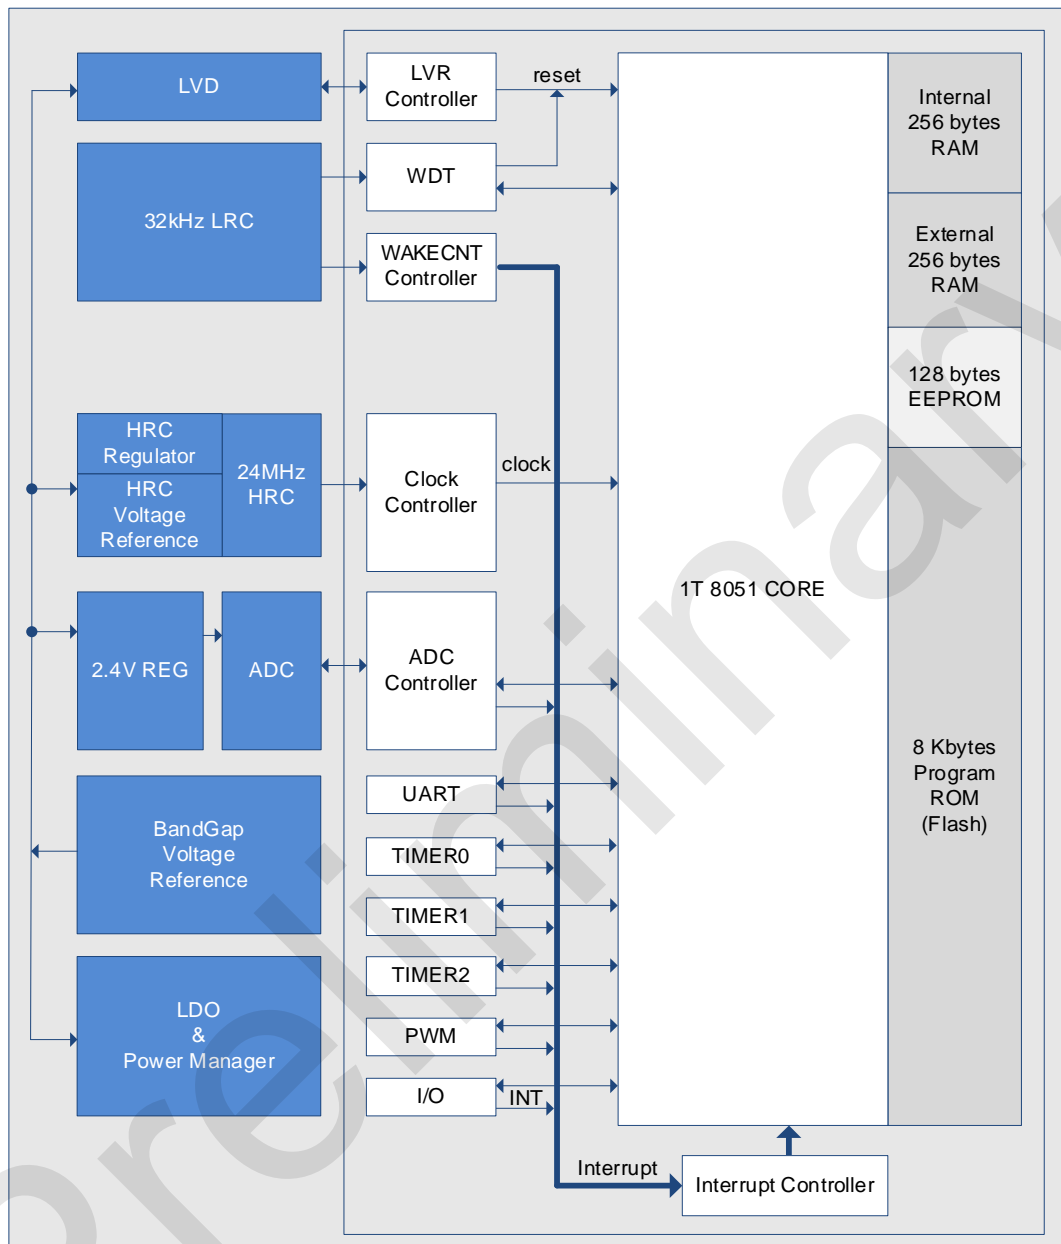 LVD
LVR
Controller
reset
Internal
256 bytes
RAM
32kHz LRC
WDT
WAKECNT
Controller
External
256 bytes
RAM
128 bytes
EEPROM
HRC
Regulator
HRC
Voltage
Reference
24MHz
HRC
Clock
Controller
clock
1T 8051 CORE
2.4V REG
ADC
ADC
Controller
8 Kbytes
Program
ROM
(Flash)
UART
BandGap
Voltage
Reference
TIMER0
TIMER1
TIMER2
LDO
&
Power Manager
PWM
I/O
INT
Interrupt
Interrupt Controller
Preliminary